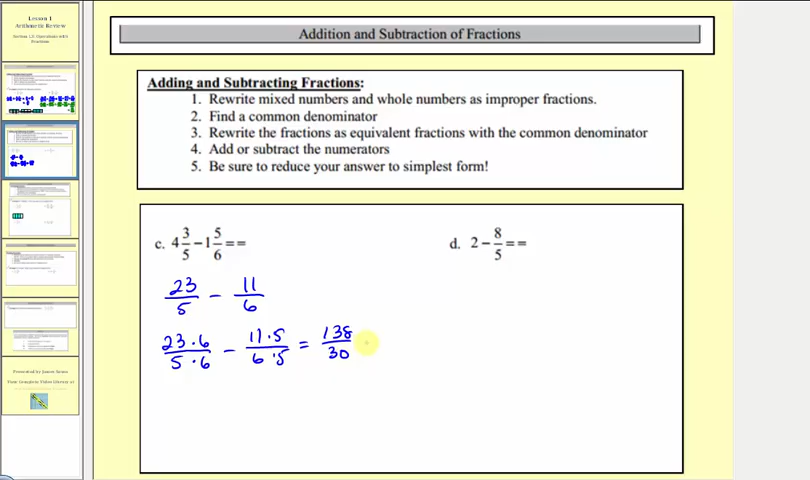 Lesson 1
Arithmetic Review
Addition and Subtraction of Fractions
Adding and Subtracting Fractions:
1. Rewrite mixed numbers and whole numbers as improper fractions.
2. Find a common denominator
3. Rewrite the fractions as equivalent fractions with the common denominator
4. Add or subtract the numerators
5. Be sure to reduce your answer to simplest form!
c. 4 3/5 − 1 5/6 = =
d. 2 − 8/5 = =
23/5 − 11/6
23·6/5·6 − 11·5/6·5 = 138/30